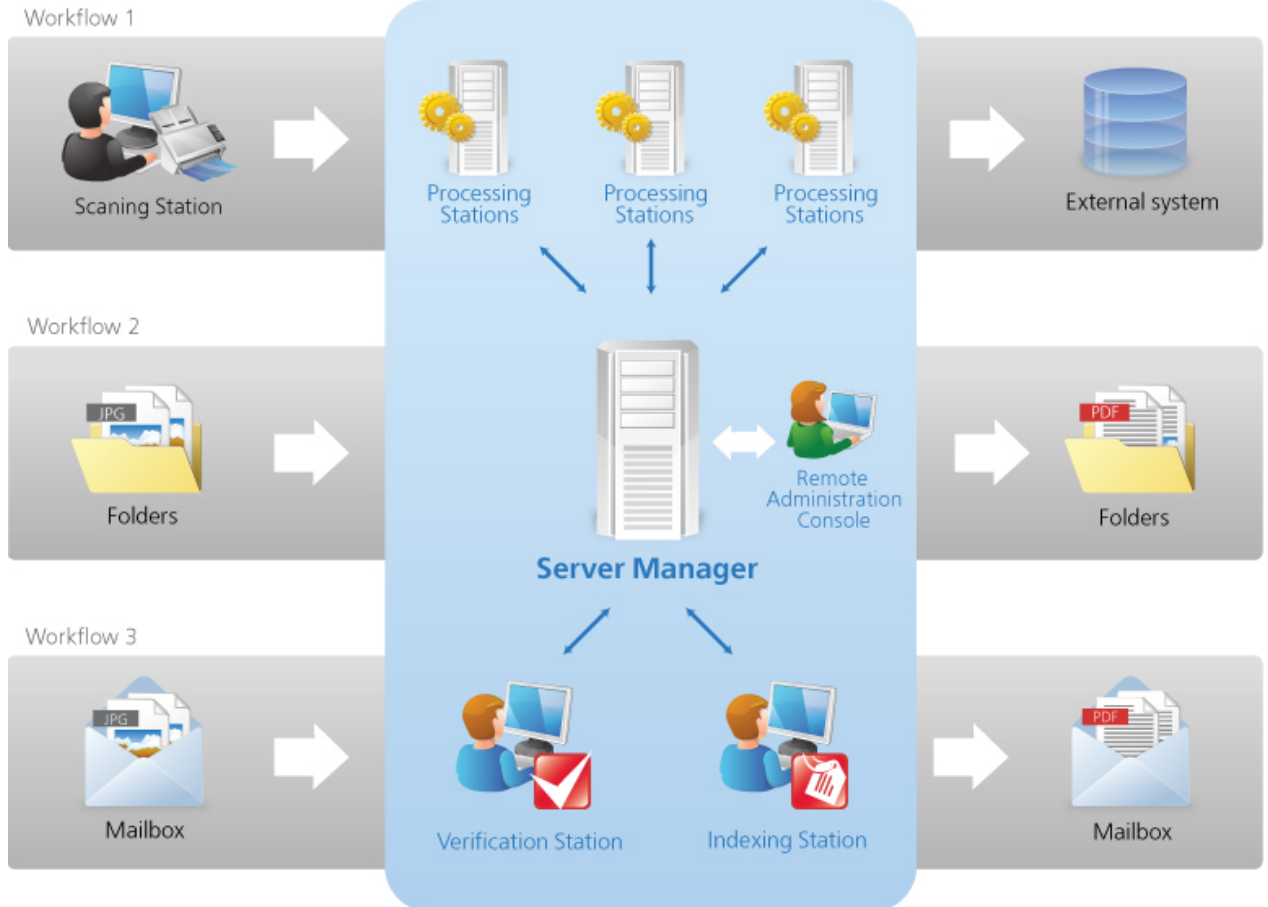 Workflow 1
Scaning Station
Processing
Stations
Processing
Stations
Processing
Stations
External system
Workflow 2
JPG
Folders
Server Manager
Remote
Administration
Console
PDF
Folders
Workflow 3
JPG
Mailbox
Verification Station
Indexing Station
PDF
Mailbox